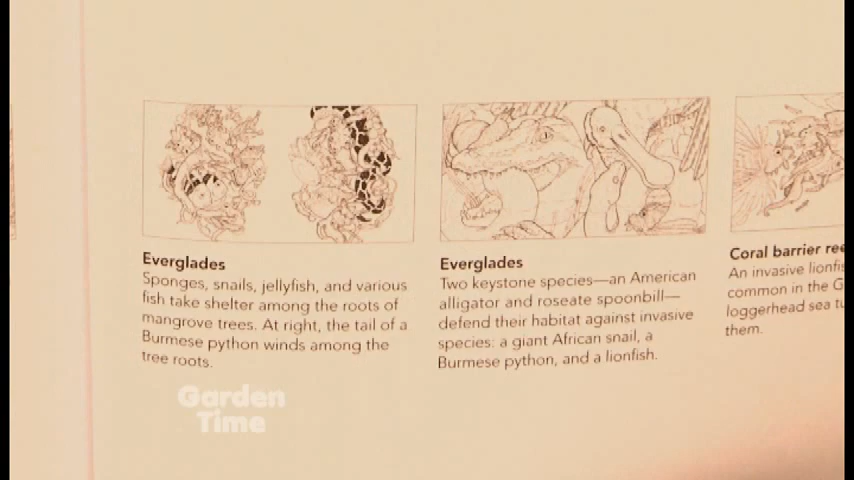 Everglades
Sponges, snails, jellyfish, and various
fish take shelter among the roots of
mangrove trees. At right, the tail of a
Burmese python winds among the
tree roots.
Everglades
Two keystone species—an American
alligator and roseate spoonbill—
defend their habitat against invasive
species: a giant African snail, a
Burmese python, and a lionfish.
Coral barrier
An invasive
common in the
loggerhead sea
them.
Garden
Time